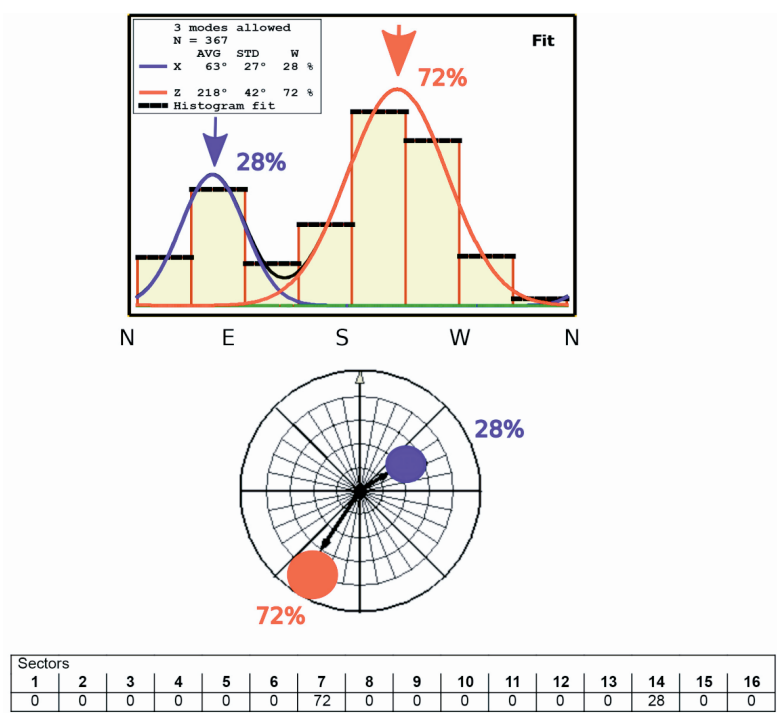 3 modes allowed
N = 367
AVG STD W
X 63° 27° 28 %
Z 218° 42° 72 %
Histogram fit
Fit
72%
28%
N E S W N
28%
72%
Sectors
1 2 3 4 5 6 7 8 9 10 11 12 13 14 15 16
0 0 0 0 0 0 72 0 0 0 0 0 0 28 0 0